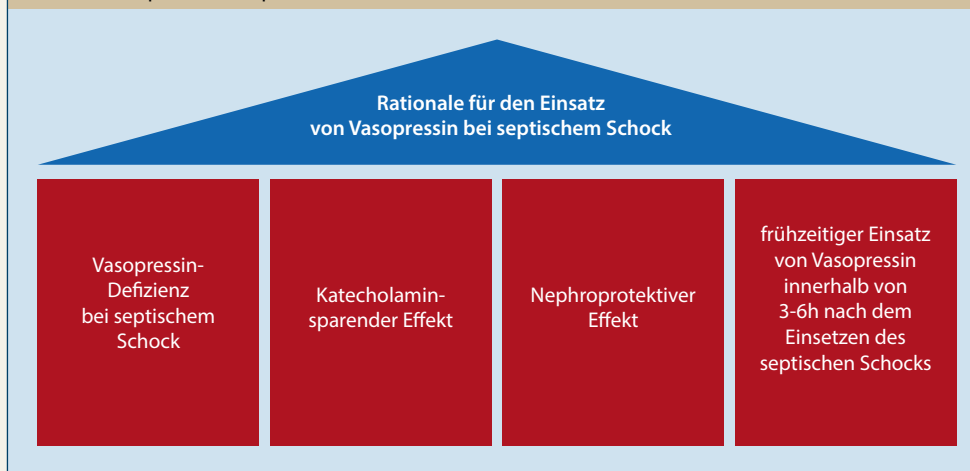 Rationale für den Einsatz
von Vasopressin bei septischem Schock
Vasopressin-
Defizienz
bei septischem
Schock
Katecholamin-
sparender Effekt
Nephroprotektiver
Effekt
frühzeitiger Einsatz
von Vasopressin
innerhalb von
3-6h nach dem
Einsetzen des
septischen Schocks